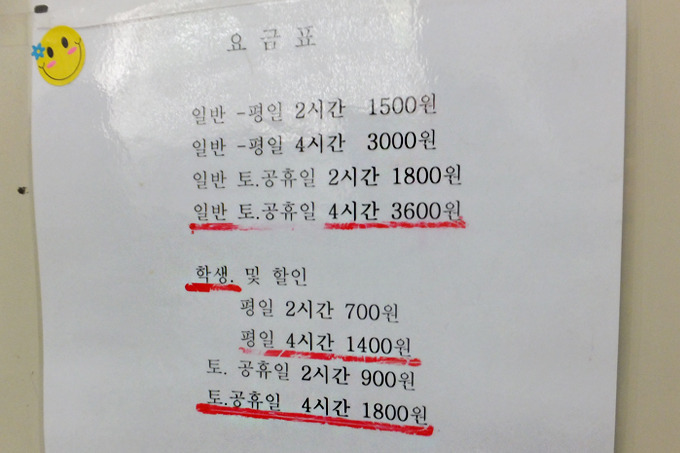 요금표
일반 -평일 2시간 1500원
일반 -평일 4시간 3000원
일반 토.공휴일 2시간 1800원
일반 토.공휴일 4시간 3600원
학생. 및 할인
평일 2시간 700원
평일 4시간 1400원
토. 공휴일 2시간 900원
토.공휴일 4시간 1800원